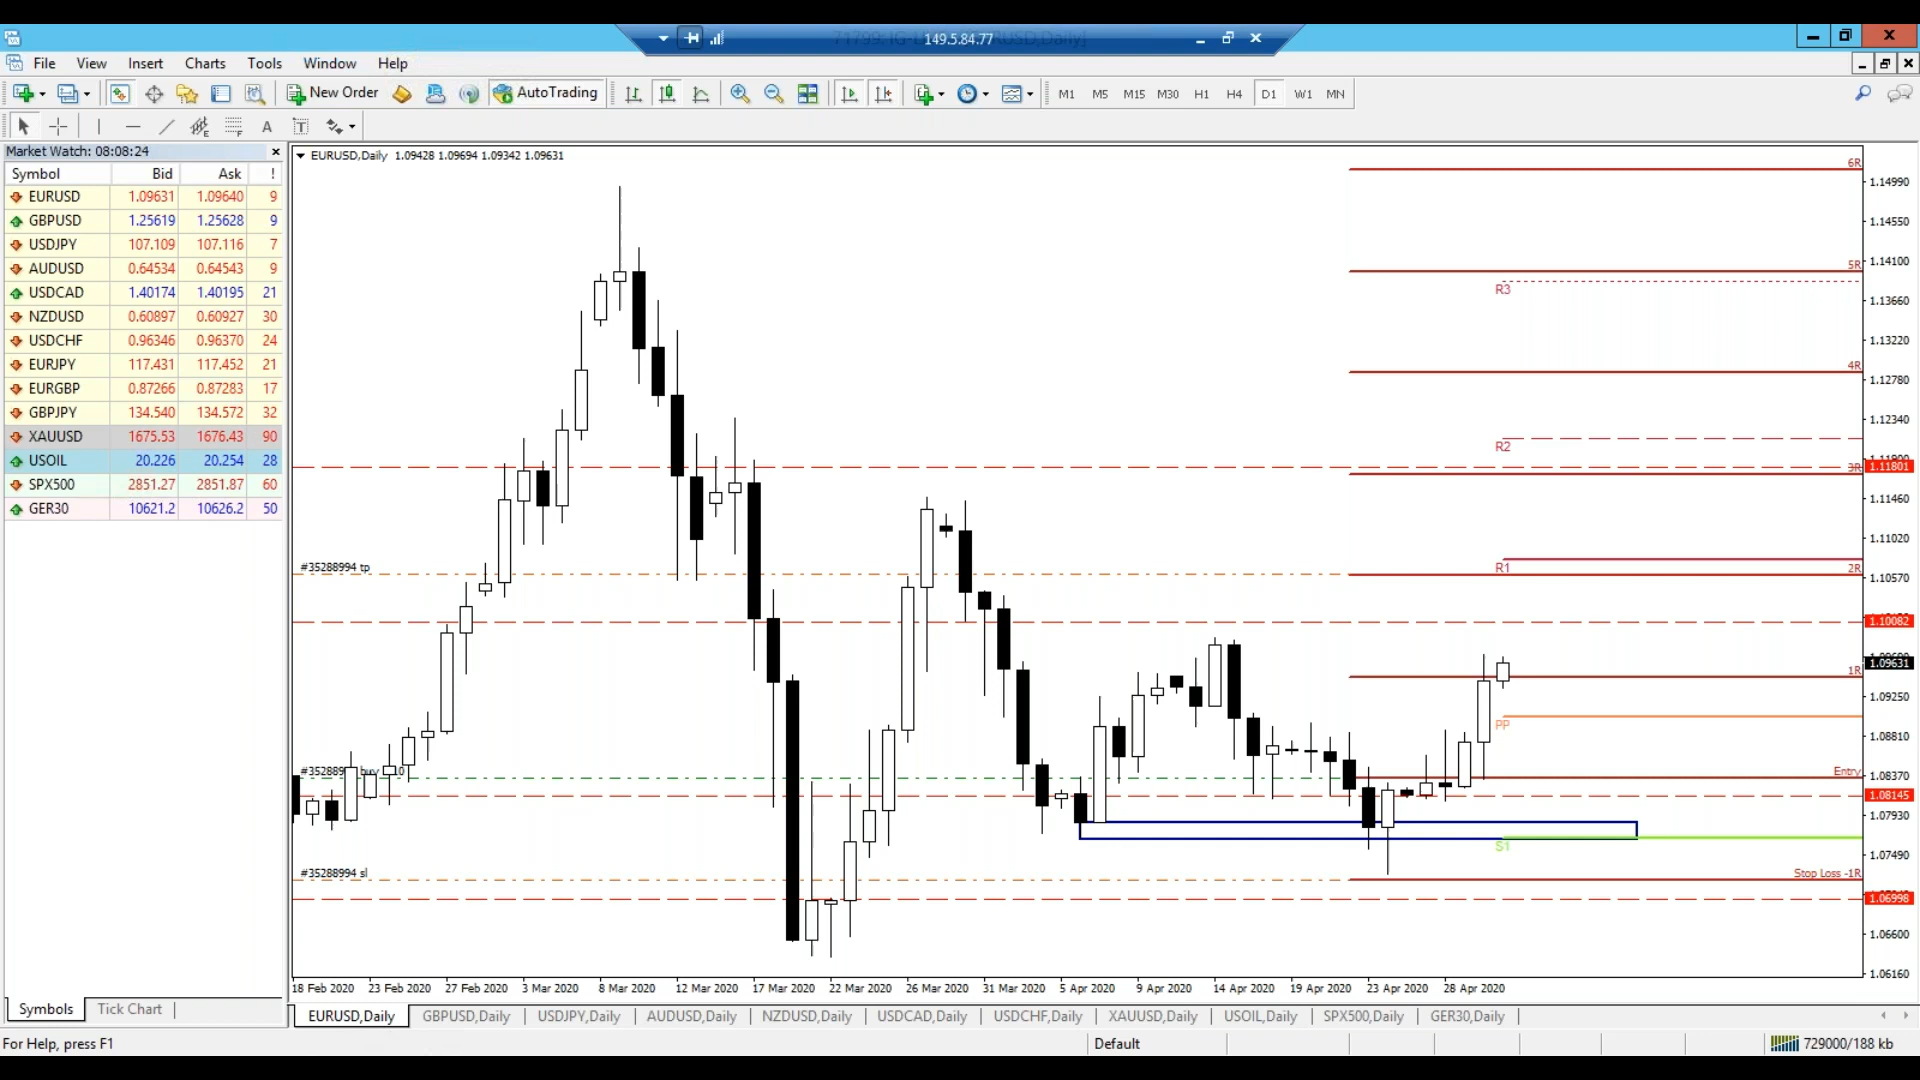 149.5.84.77
File View Insert Charts Tools Window Help
New Order AutoTrading M1 M5 M15 M30 H1 H4 D1 W1 MN
A T
Market Watch: 08:08:24
Symbol Bid Ask !
EURUSD 1.09631 1.09640 9
GBPUSD 1.25619 1.25628 9
USDJPY 107.109 107.116 7
AUDUSD 0.64534 0.64543 9
USDCAD 1.40174 1.40195 21
NZDUSD 0.60897 0.60927 30
USDCHF 0.96346 0.96370 24
EURJPY 117.431 117.452 21
EURGBP 0.87266 0.87283 17
GBPJPY 134.540 134.572 32
XAUUSD 1675.53 1676.43 90
USOIL 20.226 20.254 28
SPX500 2851.27 2851.87 60
GER30 10621.2 10626.2 50
Symbols Tick Chart
EURUSD,Daily 1.09428 1.09694 1.09342 1.09631
6R
1.14990
1.14550
1.14100
5R
R3
1.13660
1.13220
4R
1.12780
1.12340
R2
1.11801
3R
1.11460
1.11020
#35288994 tp
R1
2R
1.10570
1.10082
1.09631
1R
1.09250
PP
1.08810
Entry
1.08370
1.08145
1.07930
S1
1.07490
#35288994 sl
Stop Loss -1R
1.06998
1.06600
1.06160
18 Feb 2020 23 Feb 2020 27 Feb 2020 3 Mar 2020 8 Mar 2020 12 Mar 2020 17 Mar 2020 22 Mar 2020 26 Mar 2020 31 Mar 2020 5 Apr 2020 9 Apr 2020 14 Apr 2020 19 Apr 2020 23 Apr 2020 28 Apr 2020
EURUSD,Daily GBPUSD,Daily USDJPY,Daily AUDUSD,Daily NZDUSD,Daily USDCAD,Daily USDCHF,Daily XAUUSD,Daily USOIL,Daily SPX500,Daily GER30,Daily
For Help, press F1 Default 729000/188 kb